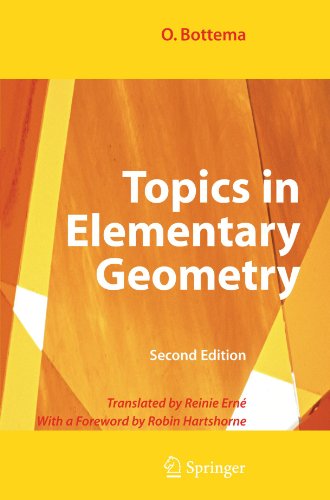 O. Bottema
Topics in
Elementary
Geometry
Second Edition
Translated by Reinie Erné
With a Foreword by Robin Hartshorne
Springer